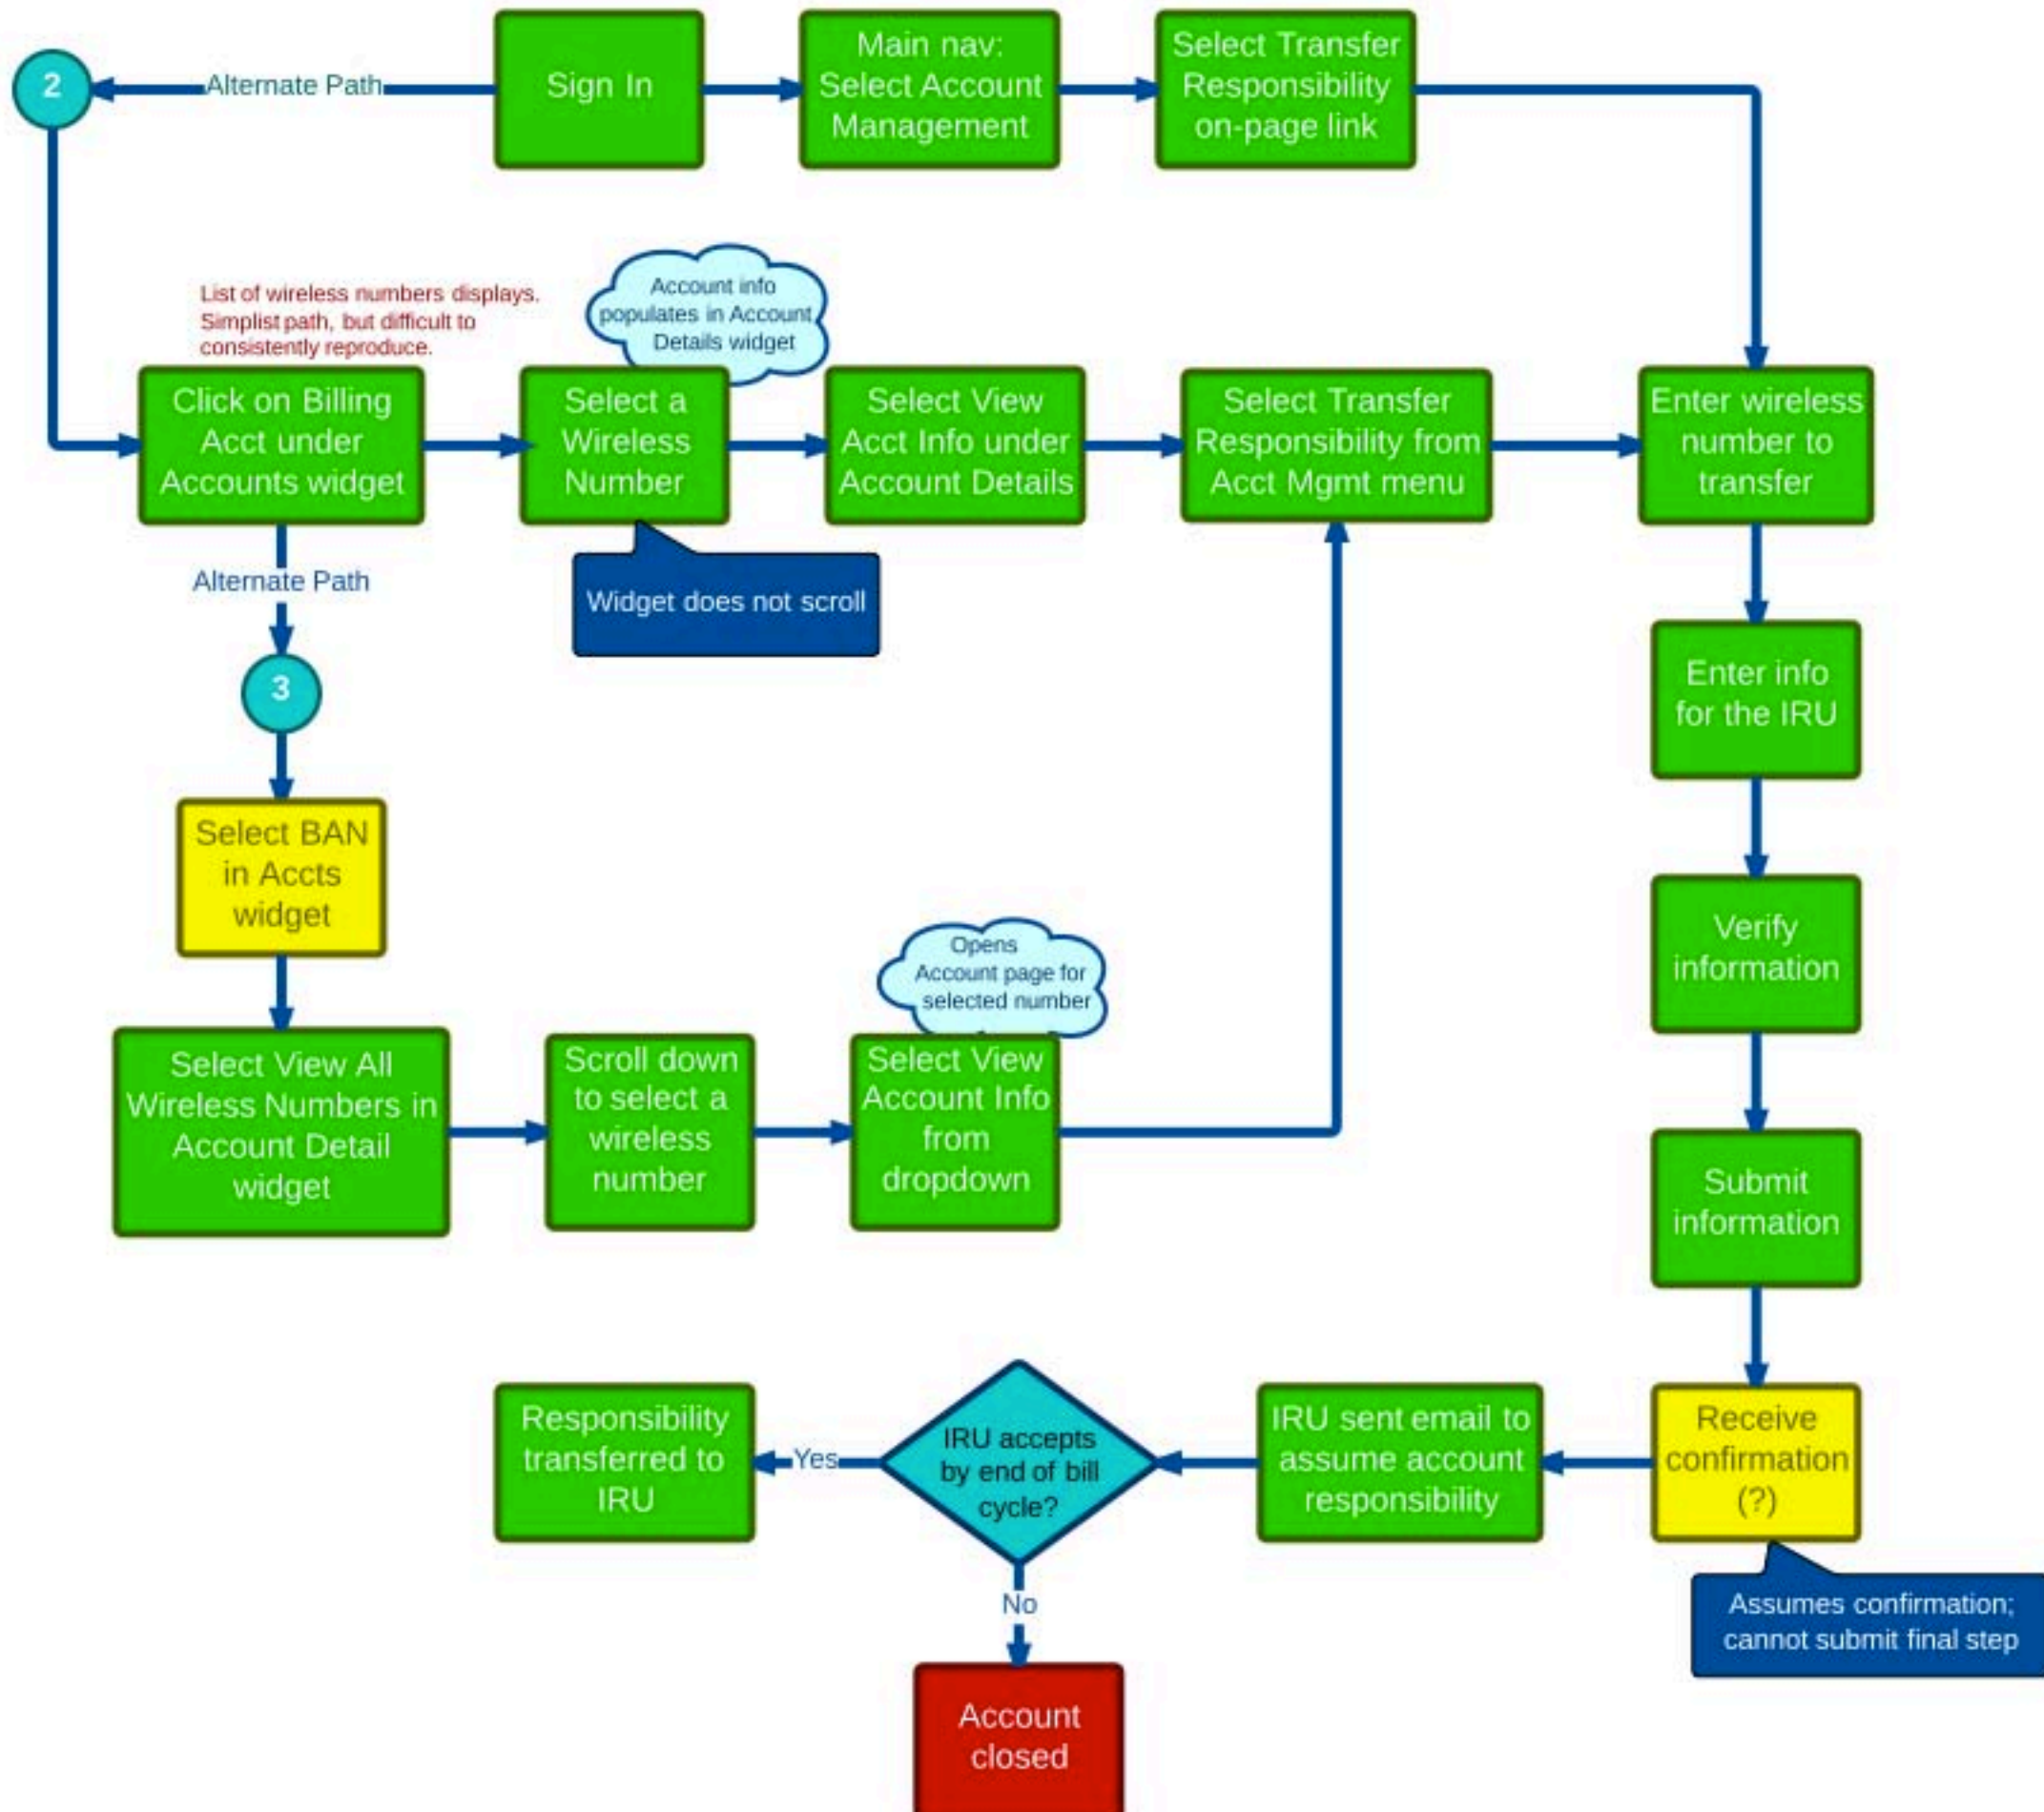 2
Alternate Path
Sign In
Main nav:
Select Account
Management
Select Transfer
Responsibility
on-page link
List of wireless numbers displays.
Simplist path, but difficult to
consistently reproduce.
Account info
populates in Account
Details widget
Click on Billing
Acct under
Accounts widget
Select a
Wireless
Number
Select View
Acct Info under
Account Details
Select Transfer
Responsibility from
Acct Mgmt menu
Enter wireless
number to
transfer
Alternate Path
Widget does not scroll
3
Enter info
for the IRU
Select BAN
in Accts
widget
Verify
information
Opens
Account page for
selected number
Select View All
Wireless Numbers in
Account Detail
widget
Scroll down
to select a
wireless
number
Select View
Account Info
from
dropdown
Submit
information
Responsibility
transferred to
IRU
Yes
IRU accepts
by end of bill
cycle?
IRU sent email to
assume account
responsibility
Receive
confirmation
(?)
No
Assumes confirmation;
cannot submit final step
Account
closed